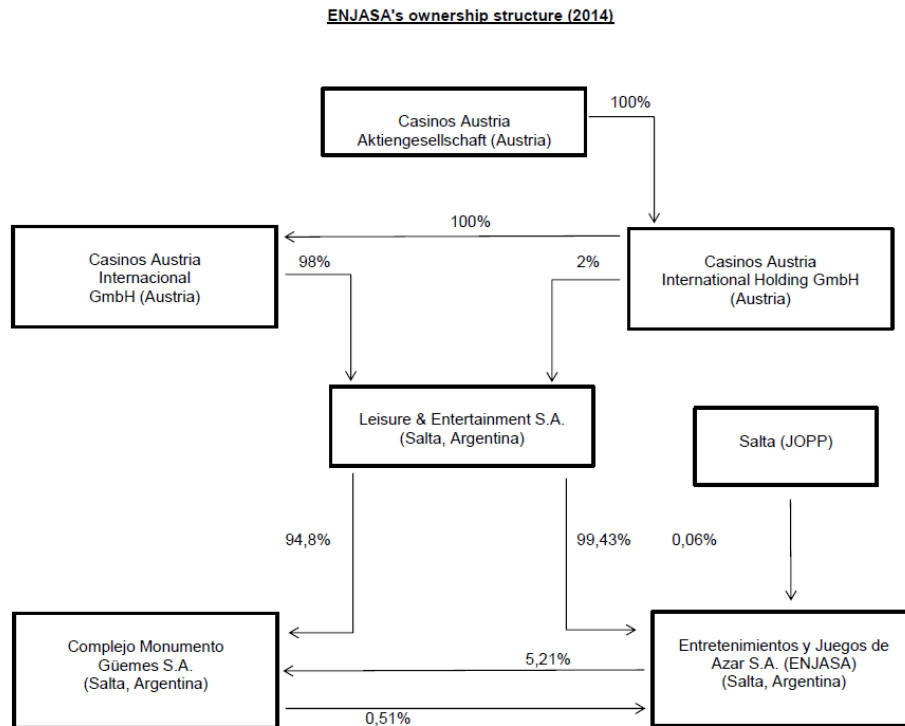 ENJASA's ownership structure (2014)
Casinos Austria
Aktiengesellschaft (Austria)
100%
100%
Casinos Austria
Internacional
GmbH (Austria)
98%
2%
Casinos Austria
International Holding GmbH
(Austria)
Leisure & Entertainment S.A.
(Salta, Argentina)
Salta (JOPP)
94,8%
99,43%
0,06%
Complejo Monumento
Güemes S.A.
(Salta, Argentina)
5,21%
Entretenimientos y Juegos de
Azar S.A. (ENJASA)
(Salta, Argentina)
0,51%